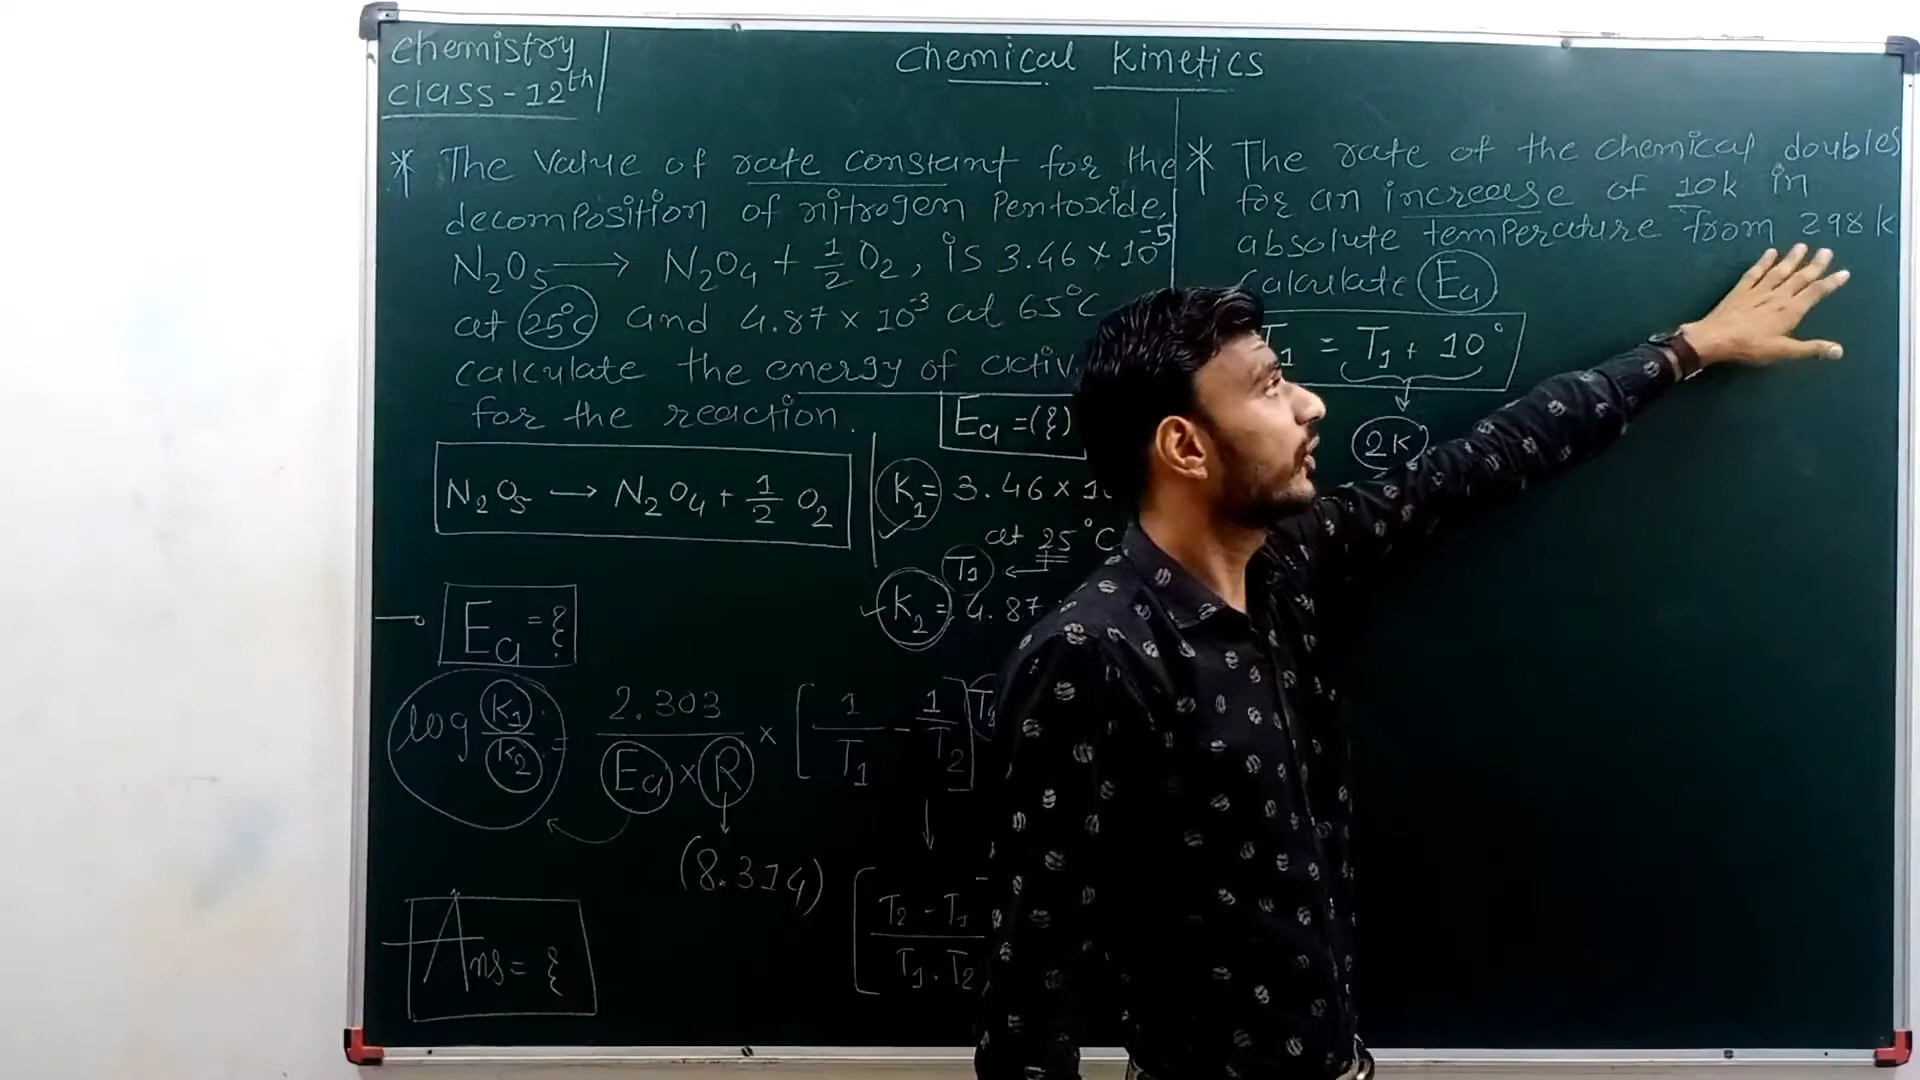 Chemistry
Class-12th
Chemical Kinetics
* The value of rate constant for the
decomposition of nitrogen Pentoxide,
N2O5 → N2O4 + 1/2 O2, is 3.46 × 10^-5
at 25°C and 4.87 × 10^-3 at 65°C
calculate the energy of activ
for the reaction.
Ea =(?)
N2O5 → N2O4 + 1/2 O2
K1 = 3.46 ×
at 25°C
T1 ←
K2 = 4.87
Ea = ?
log K1/K2 = 2.303/(Ea × R) × [1/T1 - 1/T2]
(8.314)
[T2 - T1 / T1 . T2
Ans = ?
* The rate of the chemical doubles
for an increase of 10k in
absolute temperature from 298k
calculate Ea
= T1 + 10°
2K